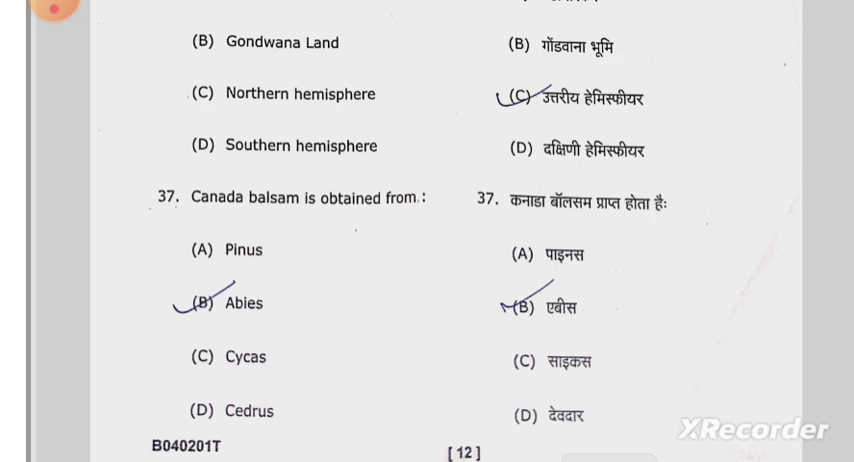 (B) Gondwana Land
(C) Northern hemisphere
(D) Southern hemisphere
37. Canada balsam is obtained from :
(A) Pinus
(B) Abies
(C) Cycas
(D) Cedrus
B040201T
(B) गोंडवाना भूमि
(C) उत्तरीय हेमिस्फीयर
(D) दक्षिणी हेमिस्फीयर
37. कनाडा बॉलसम प्राप्त होता हैः
(A) पाइनस
(B) एबीस
(C) साइकस
(D) देवदार
[ 12 ]
XRecorder